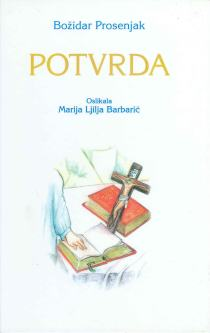 Božidar Prosenjak
POTVRDA
Oslikala
Marija Ljilja Barbarić